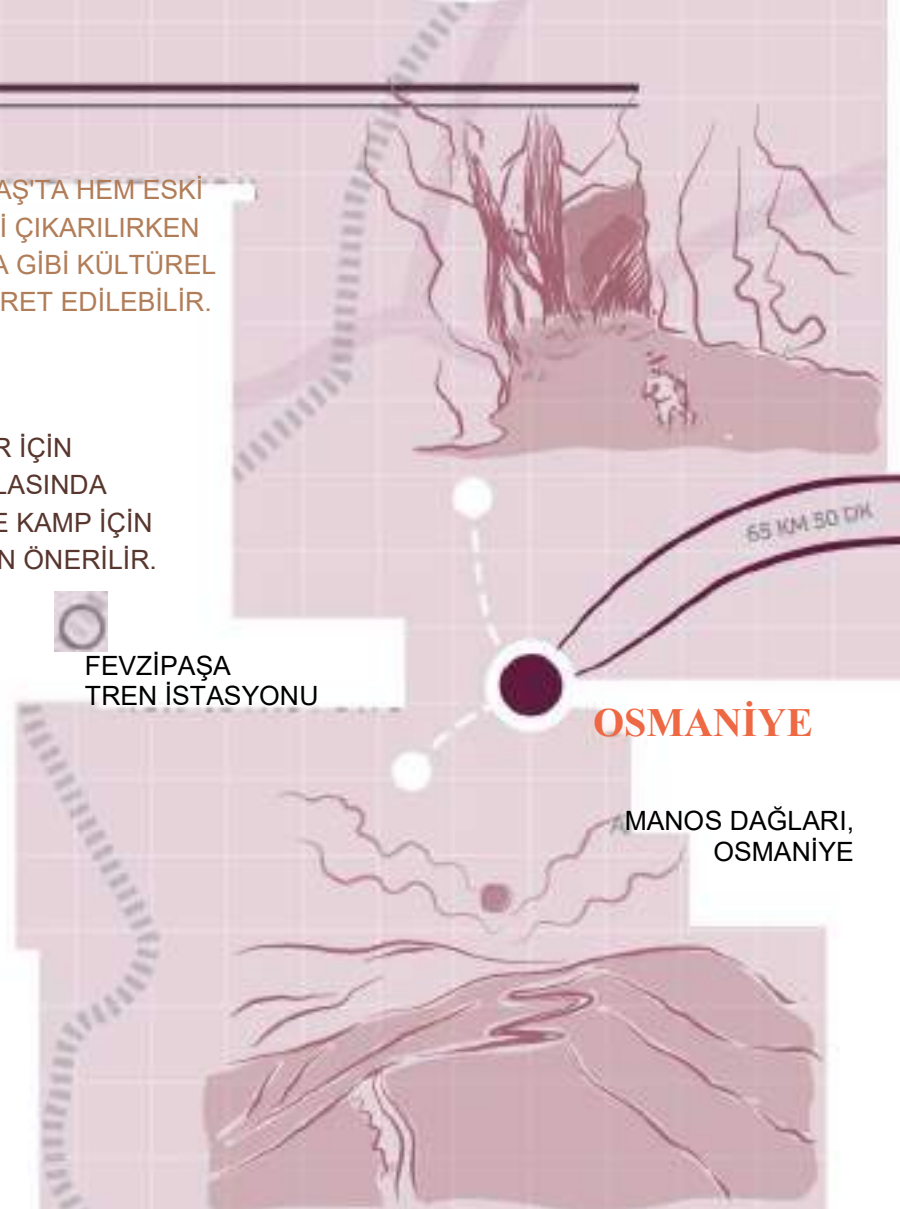 AŞ'TA HEM ESKİ
İ ÇIKARILIRKEN
A GİBİ KÜLTÜREL
RET EDİLEBİLİR.
R İÇİN
LASINDA
E KAMP İÇİN
N ÖNERİLİR.
65 KM 50 DK
FEVZİPAŞA
TREN İSTASYONU
OSMANİYE
MANOS DAĞLARI,
OSMANİYE